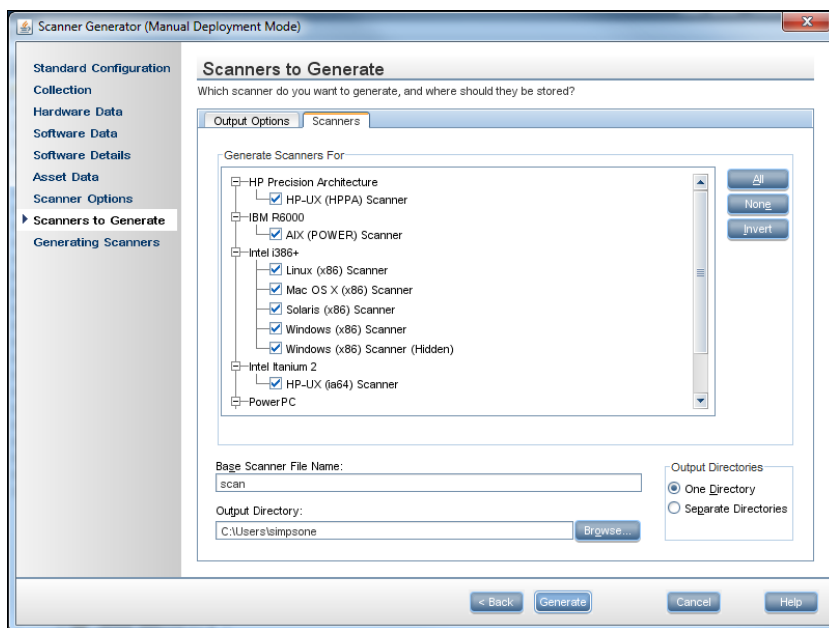 Scanner Generator (Manual Deployment Mode)
Standard Configuration
Collection
Hardware Data
Software Data
Software Details
Asset Data
Scanner Options
Scanners to Generate
Generating Scanners
Scanners to Generate
Which scanner do you want to generate, and where should they be stored?
Output Options
Scanners
Generate Scanners For
HP Precision Architecture
HP-UX (HPPA) Scanner
IBM R6000
AIX (POWER) Scanner
Intel i386+
Linux (x86) Scanner
Mac OS X (x86) Scanner
Solaris (x86) Scanner
Windows (x86) Scanner
Windows (x86) Scanner (Hidden)
Intel Itanium 2
HP-UX (ia64) Scanner
PowerPC
All
None
Invert
Base Scanner File Name:
scan
Output Directory:
C:\Users\simpsone
Browse...
Output Directories
One Directory
Separate Directories
< Back
Generate
Cancel
Help